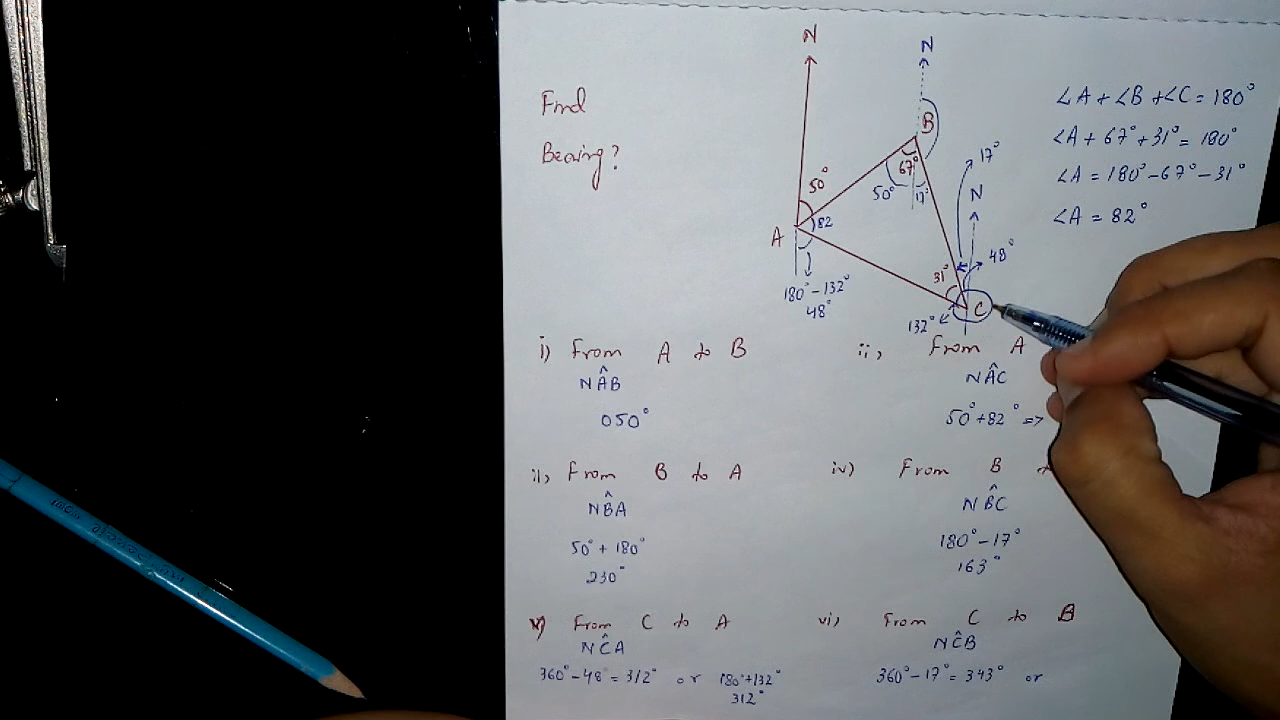 Find
Bearing?
N
N
B
50°
67°
50°
17°
17°
N
A
82
48°
31°
C
180° - 132°
48°
132°
∠A + ∠B + ∠C = 180°
∠A + 67° + 31° = 180°
∠A = 180° - 67° - 31°
∠A = 82°
i) From A to B
NÂB
050°
ii, From A
NÂC
50° + 82° =>
ii, From B to A
NB̂A
50° + 180°
230°
iv) From B
NB̂C
180° - 17°
163°
v) From C to A
NĈA
360° - 48° = 312° or 180° + 132°
312°
vi, From C to B
NĈB
360° - 17° = 343° or